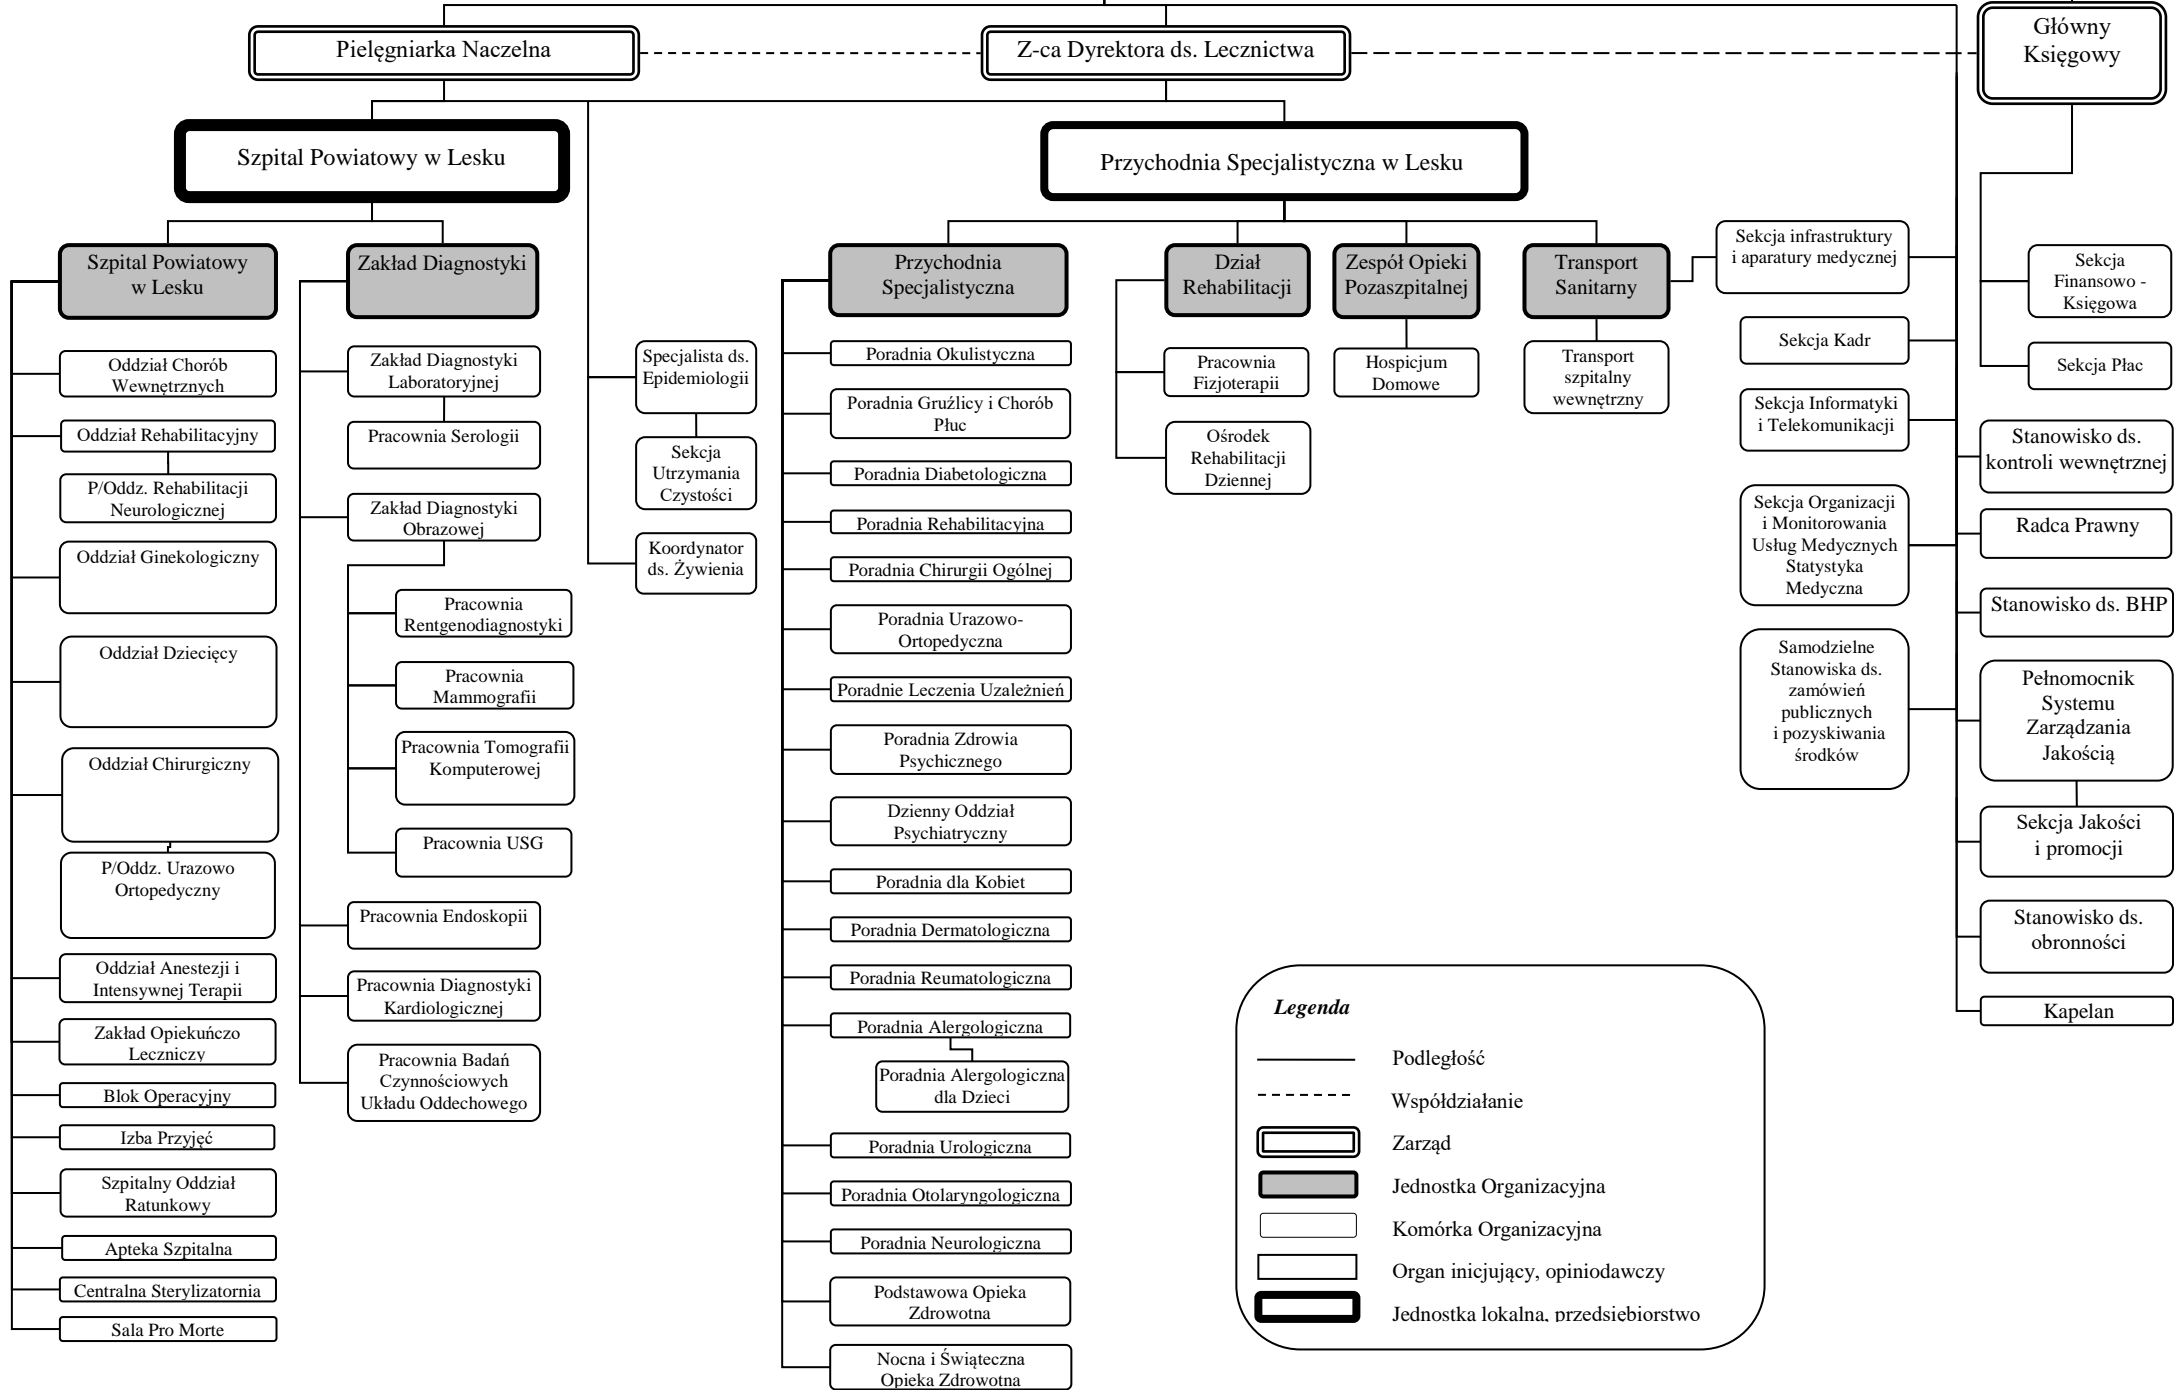 Pielęgniarka Naczelna
Z-ca Dyrektora ds. Lecznictwa
Główny
Księgowy
Szpital Powiatowy w Lesku
Przychodnia Specjalistyczna w Lesku
Szpital Powiatowy
w Lesku
Oddział Chorób
Wewnętrznych
Oddział Rehabilitacyjny
P/Oddz. Rehabilitacji
Neurologicznej
Oddział Ginekologiczny
Oddział Dziecięcy
Oddział Chirurgiczny
P/Oddz. Urazowo
Ortopedyczny
Oddział Anestezji i
Intensywnej Terapii
Zakład Opiekuńczo
Leczniczy
Blok Operacyjny
Izba Przyjęć
Szpitalny Oddział
Ratunkowy
Apteka Szpitalna
Centralna Sterylizatornia
Sala Pro Morte
Zakład Diagnostyki
Zakład Diagnostyki
Laboratoryjnej
Pracownia Serologii
Zakład Diagnostyki
Obrazowej
Pracownia
Rentgenodiagnostyki
Pracownia
Mammografii
Pracownia Tomografii
Komputerowej
Pracownia USG
Pracownia Endoskopii
Pracownia Diagnostyki
Kardiologicznej
Pracownia Badań
Czynnościowych
Układu Oddechowego
Specjalista ds.
Epidemiologii
Sekcja
Utrzymania
Czystości
Koordynator
ds. Żywienia
Przychodnia
Specjalistyczna
Poradnia Okulistyczna
Poradnia Gruźlicy i Chorób
Płuc
Poradnia Diabetologiczna
Poradnia Rehabilitacyjna
Poradnia Chirurgii Ogólnej
Poradnia Urazowo-
Ortopedyczna
Poradnie Leczenia Uzależnień
Poradnia Zdrowia
Psychicznego
Dzienny Oddział
Psychiatryczny
Poradnia dla Kobiet
Poradnia Dermatologiczna
Poradnia Reumatologiczna
Poradnia Alergologiczna
Poradnia Alergologiczna
dla Dzieci
Poradnia Urologiczna
Poradnia Otolaryngologiczna
Poradnia Neurologiczna
Podstawowa Opieka
Zdrowotna
Nocna i Świąteczna
Opieka Zdrowotna
Dział
Rehabilitacji
Pracownia
Fizjoterapii
Ośrodek
Rehabilitacji
Dziennej
Zespół Opieki
Pozaszpitalnej
Hospicjum
Domowe
Transport
Sanitarny
Transport
szpitalny
wewnętrzny
Sekcja infrastruktury
i aparatury medycznej
Sekcja Kadr
Sekcja Informatyki
i Telekomunikacji
Sekcja Organizacji
i Monitorowania
Usług Medycznych
Statystyka
Medyczna
Samodzielne
Stanowiska ds.
zamówień
publicznych
i pozyskiwania
środków
Sekcja
Finansowo -
Księgowa
Sekcja Płac
Stanowisko ds.
kontroli wewnętrznej
Radca Prawny
Stanowisko ds. BHP
Pełnomocnik
Systemu
Zarządzania
Jakością
Sekcja Jakości
i promocji
Stanowisko ds.
obronności
Kapelan
Legenda
Podległość
Współdziałanie
Zarząd
Jednostka Organizacyjna
Komórka Organizacyjna
Organ inicjujący, opiniodawczy
Jednostka lokalna, przedsiębiorstwo